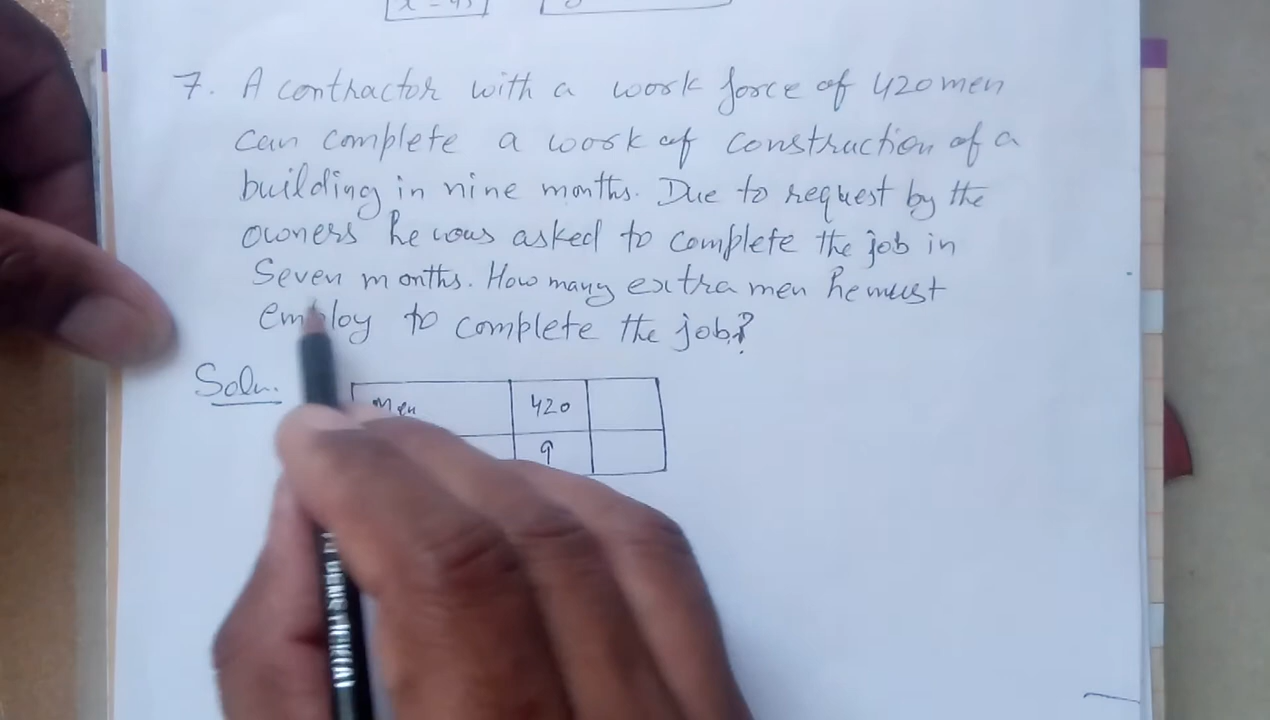 7. A contractor with a work force of 420 men
can complete a work of construction of a
building in nine months. Due to request by the
owners he was asked to complete the job in
Seven months. How many extra men he must
employ to complete the job?
Soln.
Men 420
9